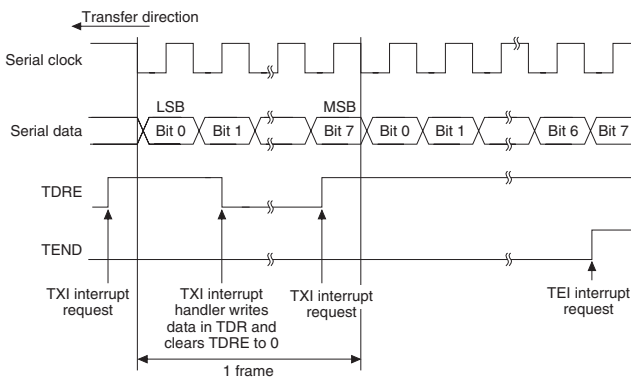 Transfer direction
Serial clock
LSB
MSB
Serial data
Bit 0
Bit 1
Bit 7
Bit 0
Bit 1
Bit 6
Bit 7
TDRE
TEND
TXI interrupt
request
TXI interrupt
handler writes
data in TDR and
clears TDRE to 0
TXI interrupt
request
TEI interrupt
request
1 frame